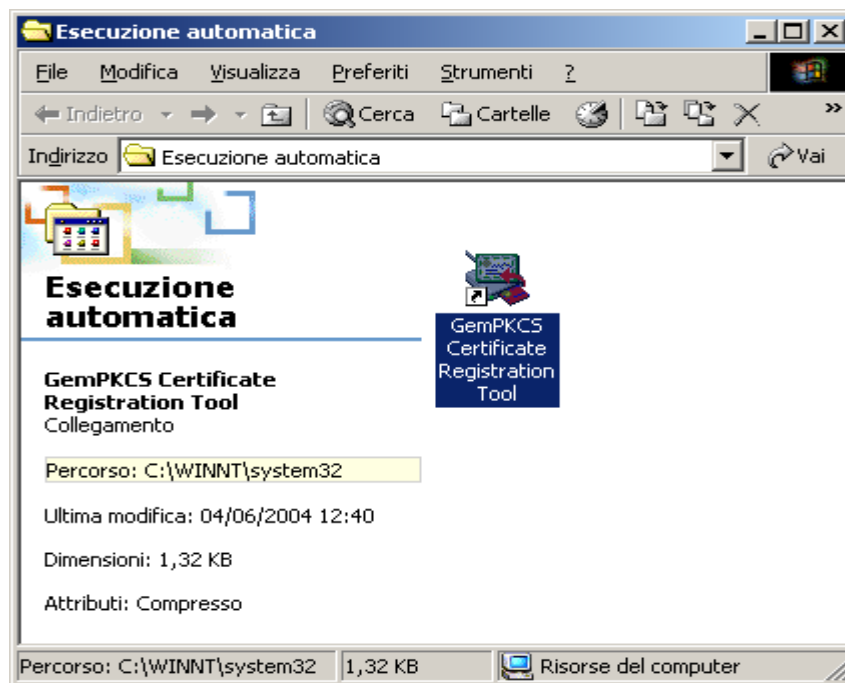 Esecuzione automatica
File Modifica Visualizza Preferiti Strumenti ?
Indietro Cerca Cartelle »
Indirizzo Esecuzione automatica Vai
Esecuzione
automatica
GemPKCS Certificate
Registration Tool
Collegamento
Percorso: C:\WINNT\system32
Ultima modifica: 04/06/2004 12:40
Dimensioni: 1,32 KB
Attributi: Compresso
GemPKCS
Certificate
Registration
Tool
Percorso: C:\WINNT\system32 1,32 KB Risorse del computer